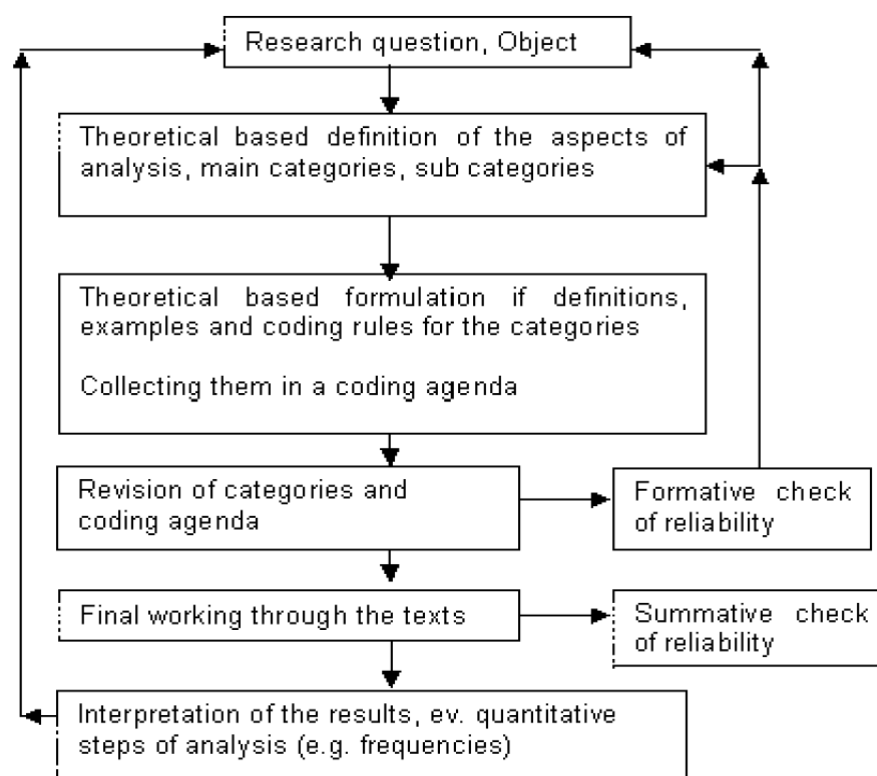 Research question, Object
Theoretical based definition of the aspects of
analysis, main categories, sub categories
Theoretical based formulation if definitions,
examples and coding rules for the categories
Collecting them in a coding agenda
Revision of categories and
coding agenda
Formative check
of reliability
Final working through the texts
Summative check
of reliability
Interpretation of the results, ev. quantitative
steps of analysis (e.g. frequencies)